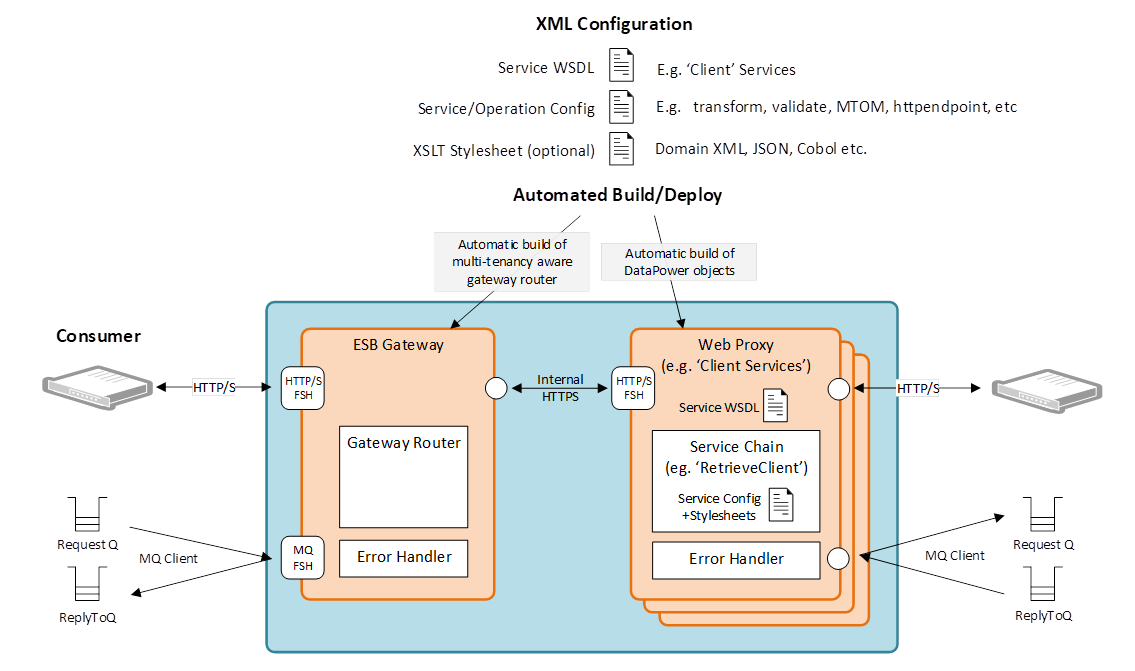 XML Configuration
Service WSDL
E.g. ‘Client’ Services
Service/Operation Config
E.g. transform, validate, MTOM, httpendpoint, etc
XSLT Stylesheet (optional)
Domain XML, JSON, Cobol etc.
Automated Build/Deploy
Automatic build of
multi-tenancy aware
gateway router
Automatic build of
DataPower objects
Consumer
HTTP/S
ESB Gateway
HTTP/S
FSH
Gateway Router
MQ
FSH
Error Handler
Internal
HTTPS
Web Proxy
(e.g. ‘Client Services’)
HTTP/S
FSH
Service WSDL
Service Chain
(eg. ‘RetrieveClient’)
Service Config
+Stylesheets
Error Handler
HTTP/S
Request Q
MQ Client
ReplyToQ
Request Q
MQ Client
ReplyToQ